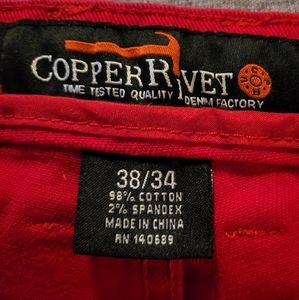 COPPER RIVET
TIME TESTED QUALITY DENIM FACTORY
38/34
98% COTTON
2% SPANDEX
MADE IN CHINA
RN 140689